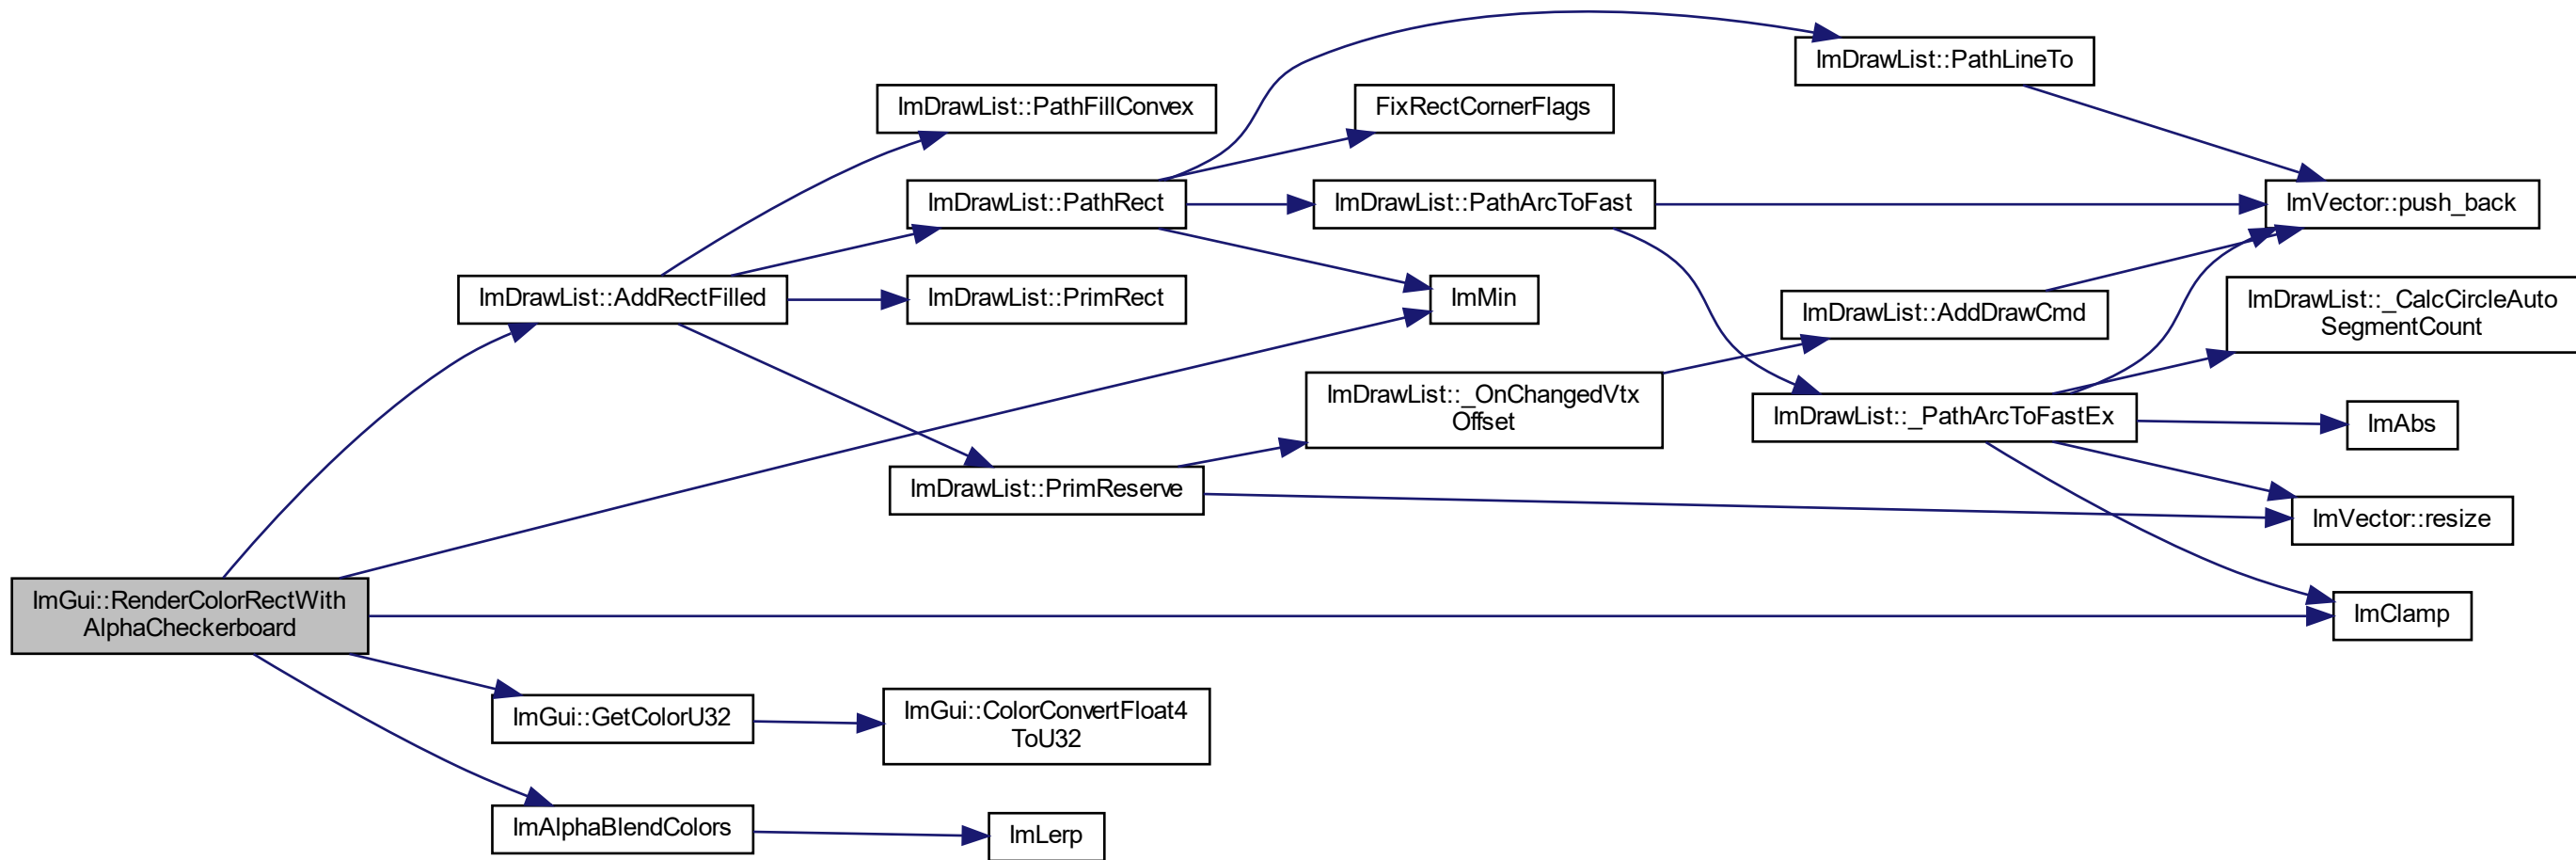 ImDrawList::PathLineTo
ImDrawList::PathFillConvex
FixRectCornerFlags
ImDrawList::PathRect
ImDrawList::PathArcToFast
ImVector::push_back
ImDrawList::AddRectFilled
ImDrawList::PrimRect
ImMin
ImDrawList::AddDrawCmd
ImDrawList::_CalcCircleAuto
SegmentCount
ImDrawList::_OnChangedVtx
Offset
ImDrawList::_PathArcToFastEx
ImAbs
ImDrawList::PrimReserve
ImVector::resize
ImGui::RenderColorRectWith
AlphaCheckerboard
ImClamp
ImGui::GetColorU32
ImGui::ColorConvertFloat4
ToU32
ImAlphaBlendColors
ImLerp